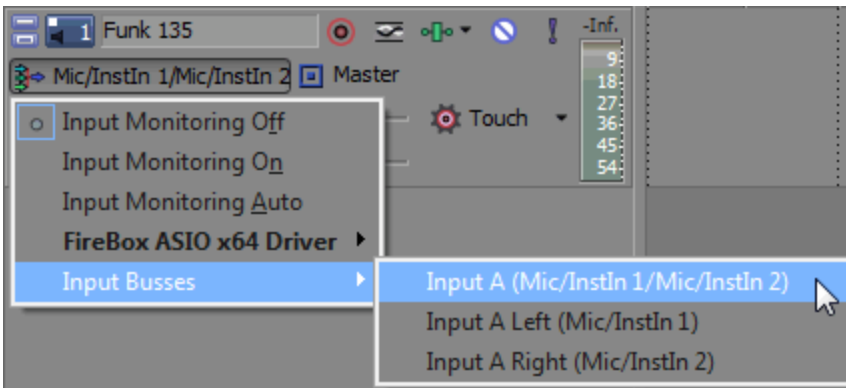 1 Funk 135 -Inf.
9
Mic/InstIn 1/Mic/InstIn 2 Master 18
27
Input Monitoring Off Touch 36
45
Input Monitoring On 54
Input Monitoring Auto
FireBox ASIO x64 Driver
Input Busses Input A (Mic/InstIn 1/Mic/InstIn 2)
Input A Left (Mic/InstIn 1)
Input A Right (Mic/InstIn 2)